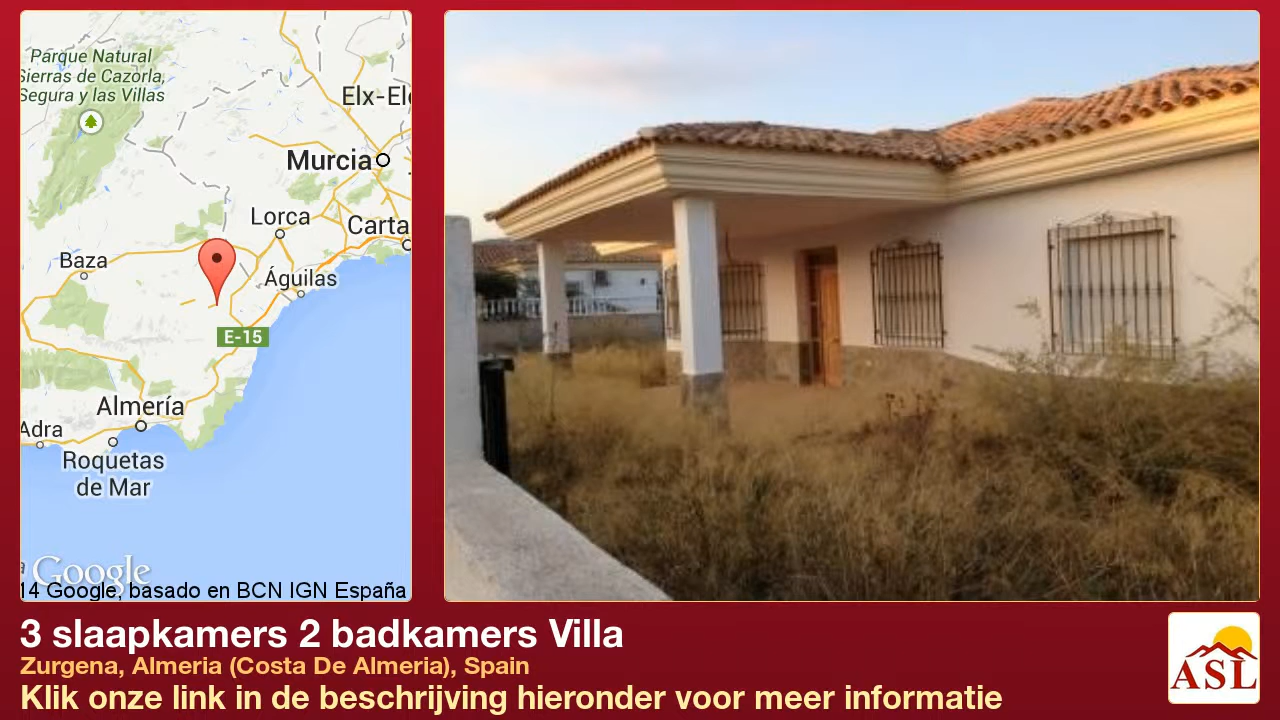 Parque Natural
Sierras de Cazorla,
Segura y las Villas
Elx-El
Murcia
Lorca
Carta
Baza
Águilas
E-15
Almería
Adra
Roquetas
de Mar
Google
14 Google, basado en BCN IGN España
3 slaapkamers 2 badkamers Villa
Zurgena, Almeria (Costa De Almeria), Spain
Klik onze link in de beschrijving hieronder voor meer informatie
ASL